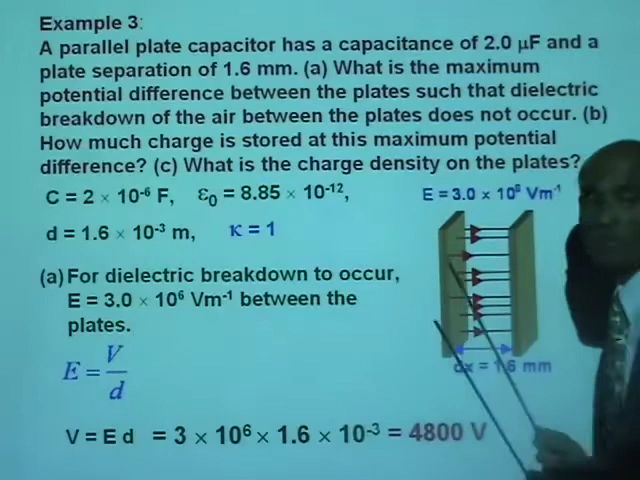 Example 3:
A parallel plate capacitor has a capacitance of 2.0 μF and a
plate separation of 1.6 mm. (a) What is the maximum
potential difference between the plates such that dielectric
breakdown of the air between the plates does not occur. (b)
How much charge is stored at this maximum potential
difference? (c) What is the charge density on the plates?
C = 2 × 10⁻⁶ F, ε₀ = 8.85 × 10⁻¹², E = 3.0 × 10⁶ Vm⁻¹
d = 1.6 × 10⁻³ m, κ = 1
(a) For dielectric breakdown to occur,
E = 3.0 × 10⁶ Vm⁻¹ between the
plates.
E = V/d
dx = 1.6 mm
V = E d = 3 × 10⁶ × 1.6 × 10⁻³ = 4800 V